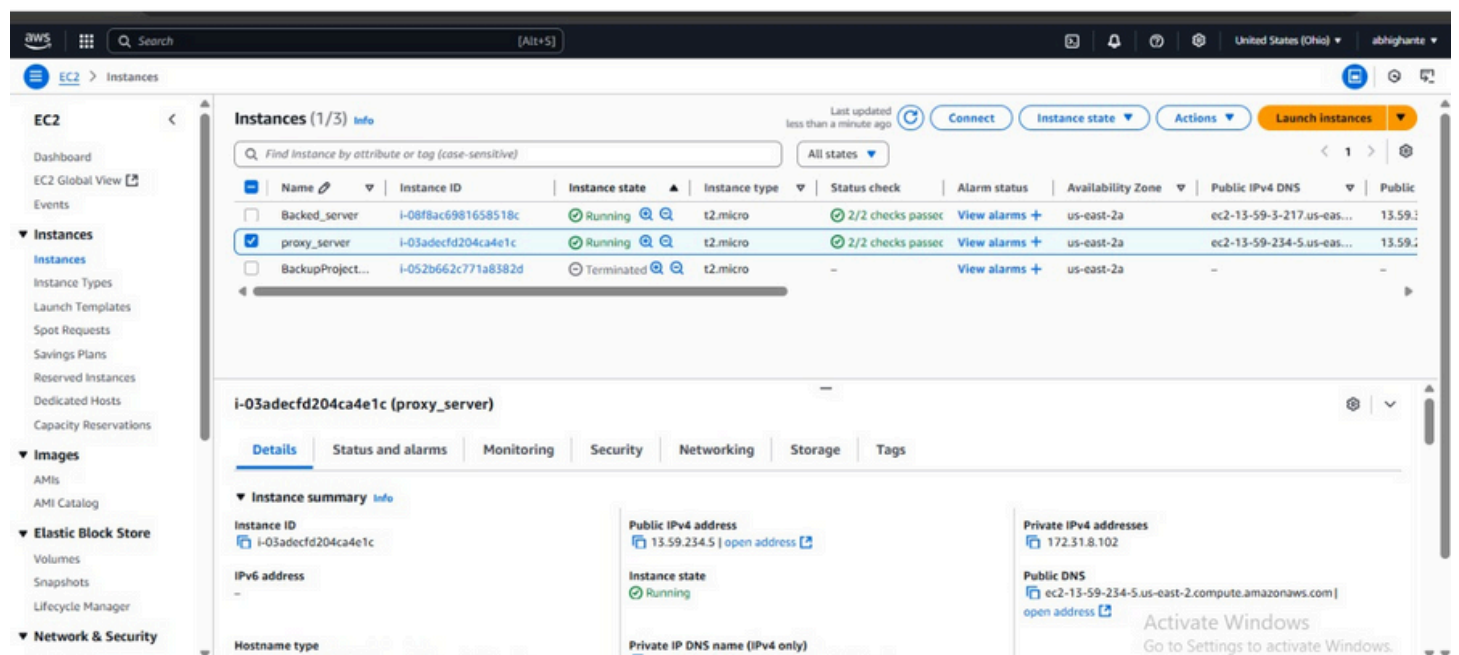 aws Search [Alt+S] United States (Ohio) abhighante
EC2 > Instances
EC2
Dashboard
EC2 Global View
Events
Instances
Instances
Instance Types
Launch Templates
Spot Requests
Savings Plans
Reserved Instances
Dedicated Hosts
Capacity Reservations
Images
AMIs
AMI Catalog
Elastic Block Store
Volumes
Snapshots
Lifecycle Manager
Network & Security
Instances (1/3) Info
Last updated
less than a minute ago
Connect Instance state Actions Launch instances
Find Instance by attribute or tag (case-sensitive) All states 1
Name Instance ID Instance state Instance type Status check Alarm status Availability Zone Public IPv4 DNS Public
Backed_server i-08f8ac6981658518c Running t2.micro 2/2 checks passec View alarms + us-east-2a ec2-13-59-3-217.us-eas... 13.59.3
proxy_server i-03adecfd204ca4e1c Running t2.micro 2/2 checks passec View alarms + us-east-2a ec2-13-59-234-5.us-eas... 13.59.2
BackupProject... i-052b662c771a8382d Terminated t2.micro – View alarms + us-east-2a – –
i-03adecfd204ca4e1c (proxy_server)
Details Status and alarms Monitoring Security Networking Storage Tags
Instance summary Info
Instance ID
i-03adecfd204ca4e1c
IPv6 address
–
Hostname type
Public IPv4 address
13.59.234.5 | open address
Instance state
Running
Private IP DNS name (IPv4 only)
Private IPv4 addresses
172.31.8.102
Public DNS
ec2-13-59-234-5.us-east-2.compute.amazonaws.com |
open address
Activate Windows
Go to Settings to activate Windows.